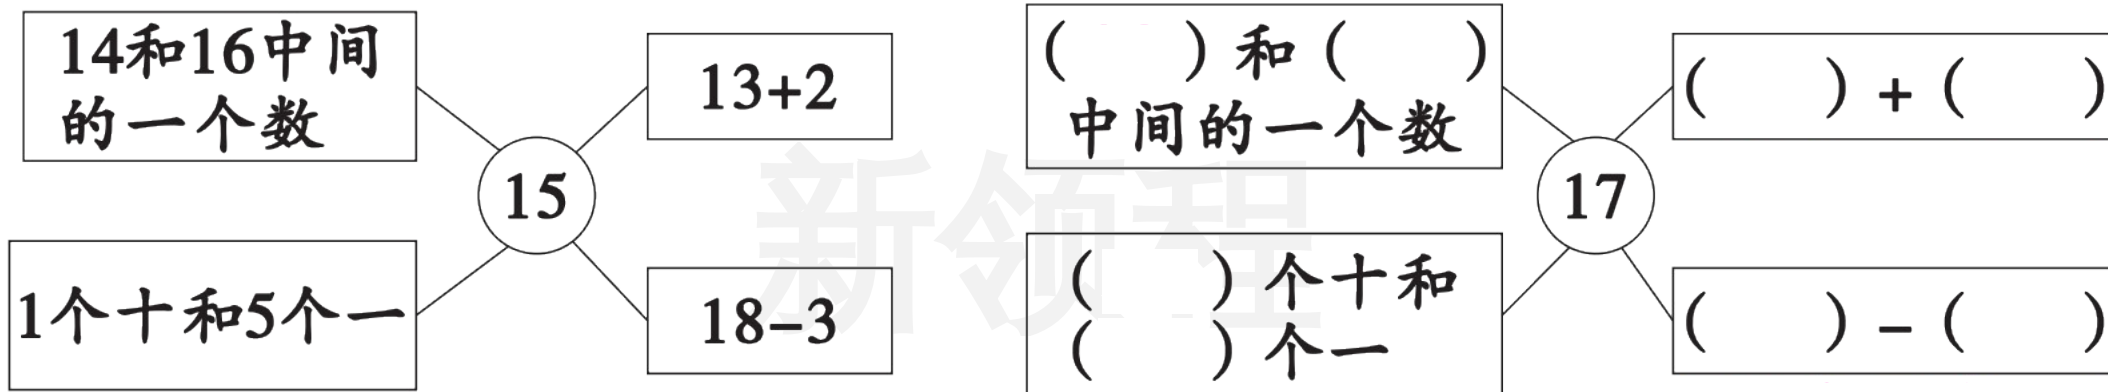 14和16中间
的一个数
13+2
15
1个十和5个一
18-3
( ) 和 ( )
中间的一个数
( ) + ( )
17
( ) 个十和
( ) 个一
( ) - ( )
新领程